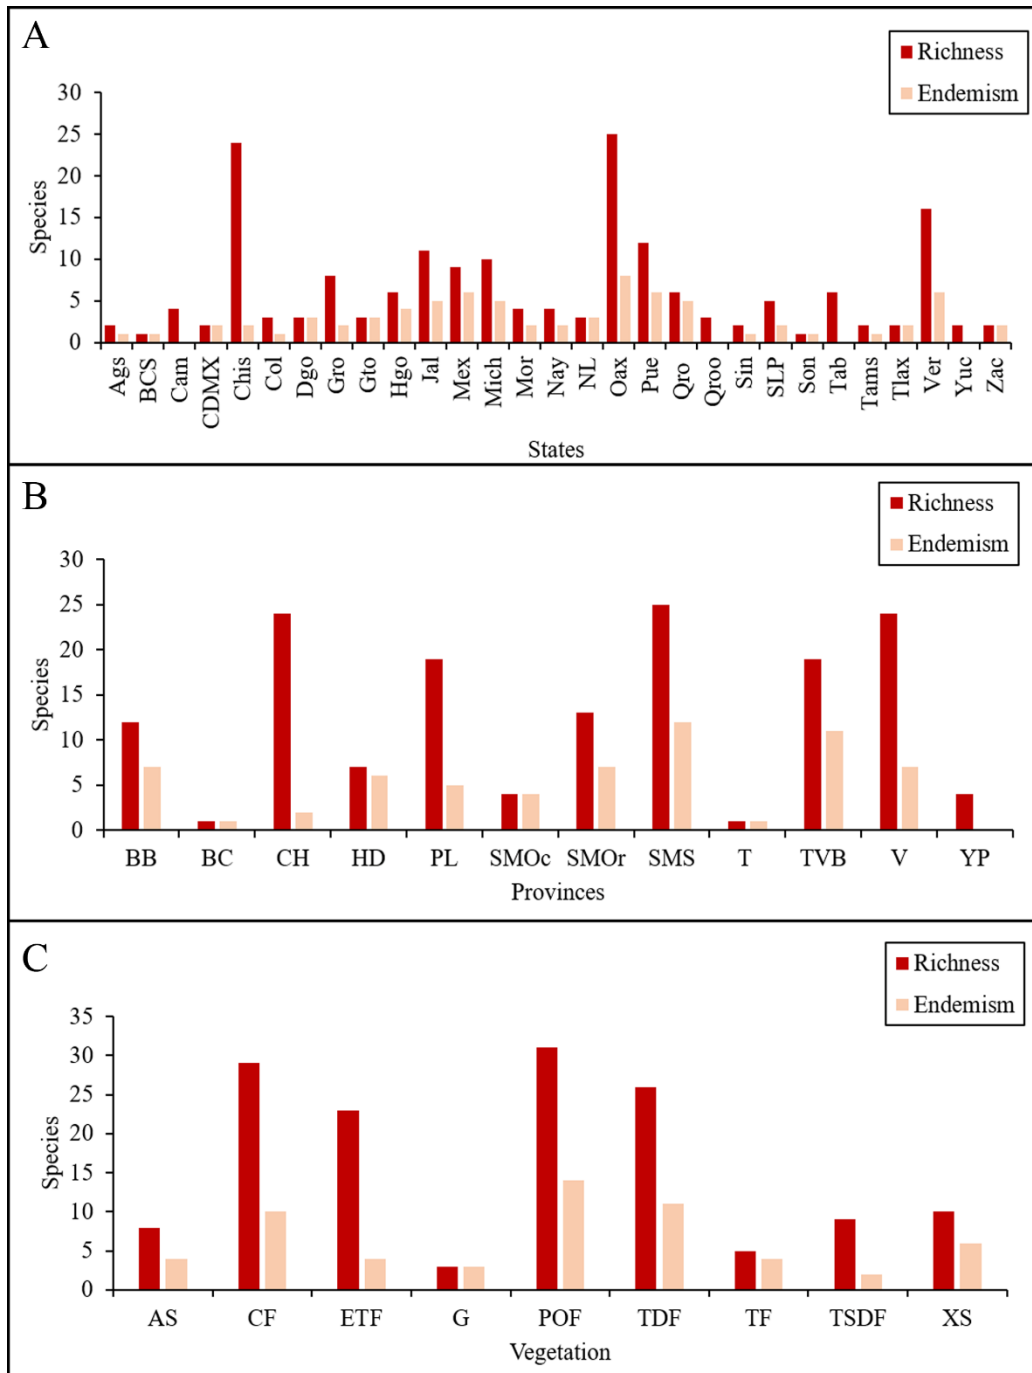 A
Richness
Endemism
30
25
20
15
10
5
0
Species
Ags BCS Cam CDMX Chis Col Dgo Gro Gto Hgo Jal Mex Mich Mor Nay NL Oax Pue Qro Qroo Sin SLP Son Tab Tams Tlax Ver Yuc Zac
States
B
Richness
Endemism
30
25
20
15
10
5
0
Species
BB BC CH HD PL SMOc SMOr SMS T TVB V YP
Provinces
C
Richness
Endemism
35
30
25
20
15
10
5
0
Species
AS CF ETF G POF TDF TF TSDF XS
Vegetation